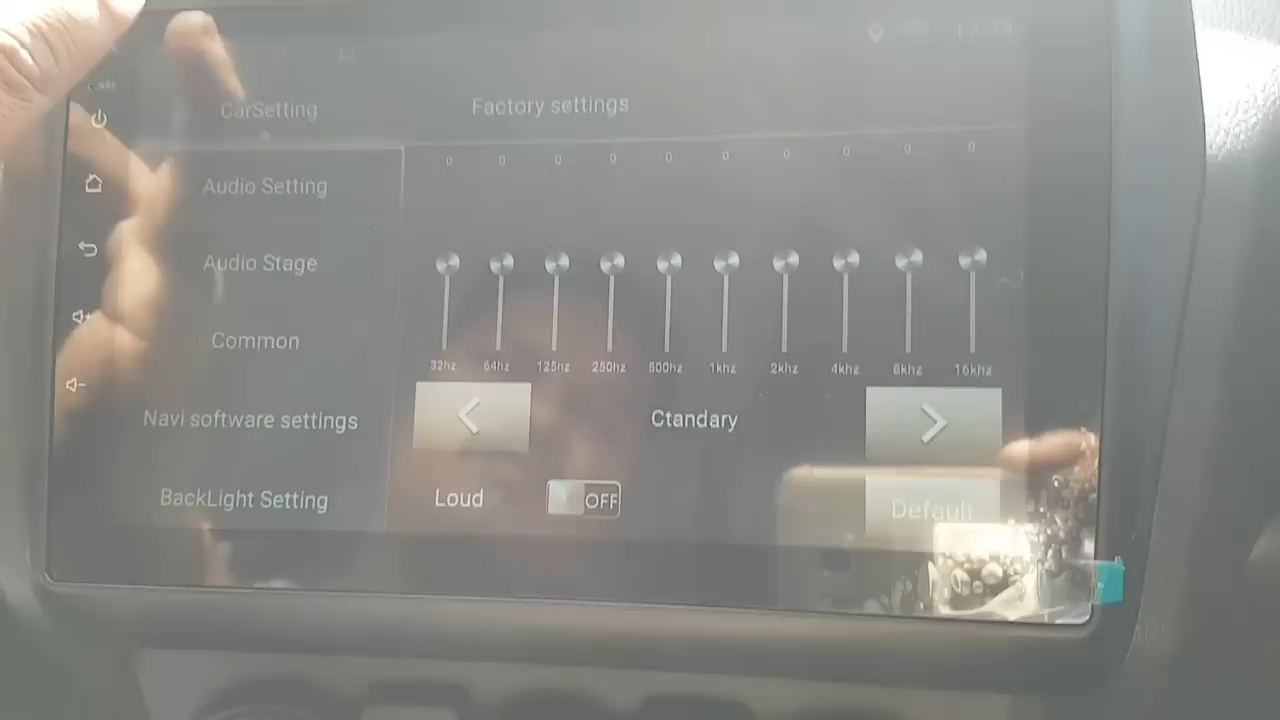 CarSetting
Factory settings
Audio Setting
Audio Stage
Common
Navi software settings
BackLight Setting
0 0 0 0 0 0 0 0 0 0
32hz 64hz 125hz 250hz 500hz 1khz 2khz 4khz 8khz 16khz
Ctandary
Loud
OFF
Default